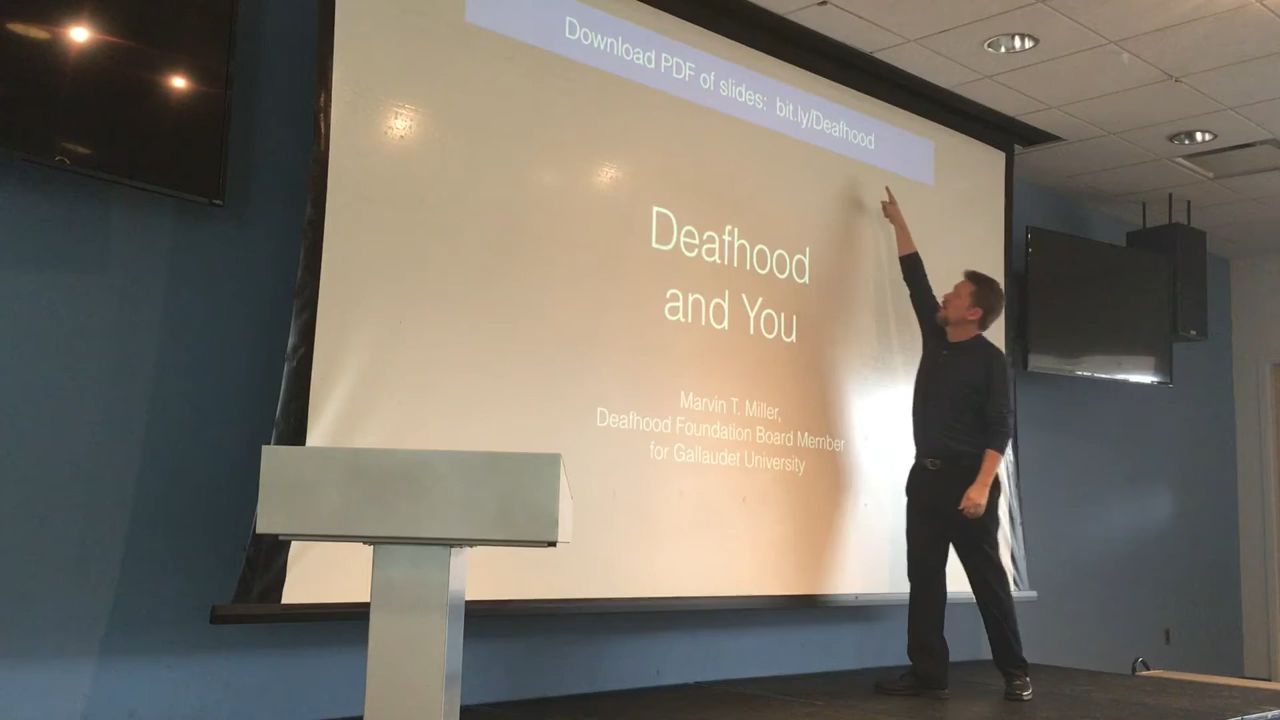 Download PDF of slides: bit.ly/Deafhood
Deafhood
and You
Marvin T. Miller,
Deafhood Foundation Board Member
for Gallaudet University